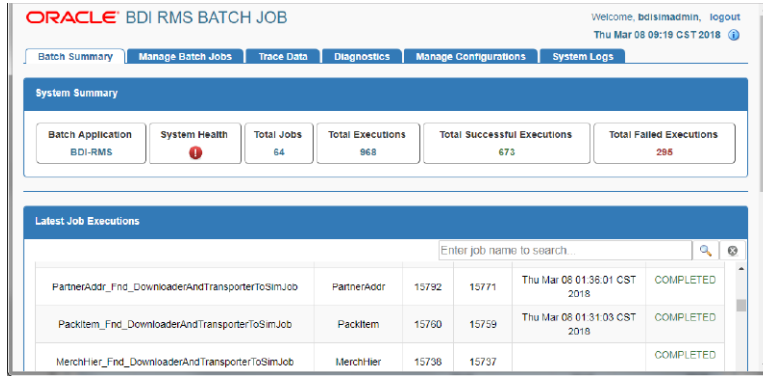 ORACLE BDI RMS BATCH JOB
Welcome, bdisimadmin, logout
Thu Mar 08 09:19 CST 2018
Batch Summary Manage Batch Jobs Trace Data Diagnostics Manage Configurations System Logs
System Summary
Batch Application System Health Total Jobs Total Executions Total Successful Executions Total Failed Executions
BDI-RMS 64 968 673 295
Latest Job Executions
Enter job name to search...
PartnerAddr_Fnd_DownloaderAndTransporterToSimJob PartnerAddr 15792 15771 Thu Mar 08 01:36:01 CST COMPLETED
2018
PackItem_Fnd_DownloaderAndTransporterToSimJob PackItem 15760 15759 Thu Mar 08 01:31:03 CST COMPLETED
2018
MerchHier_Fnd_DownloaderAndTransporterToSimJob MerchHier 15738 15737 COMPLETED